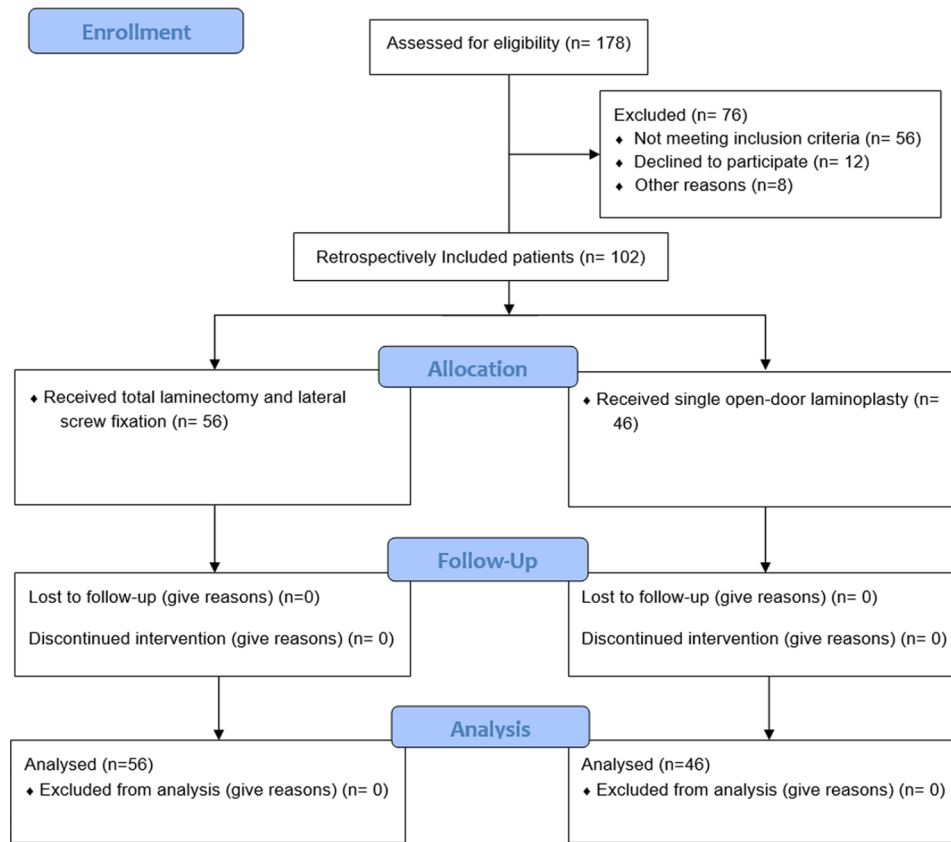 Enrollment
Assessed for eligibility (n= 178)
Excluded (n= 76)
♦ Not meeting inclusion criteria (n= 56)
♦ Declined to participate (n= 12)
♦ Other reasons (n=8)
Retrospectively Included patients (n= 102)
Allocation
♦ Received total laminectomy and lateral
screw fixation (n= 56)
♦ Received single open-door laminoplasty (n=
46)
Follow-Up
Lost to follow-up (give reasons) (n=0)
Discontinued intervention (give reasons) (n= 0)
Lost to follow-up (give reasons) (n= 0)
Discontinued intervention (give reasons) (n= 0)
Analysis
Analysed (n=56)
♦ Excluded from analysis (give reasons) (n= 0)
Analysed (n=46)
♦ Excluded from analysis (give reasons) (n= 0)